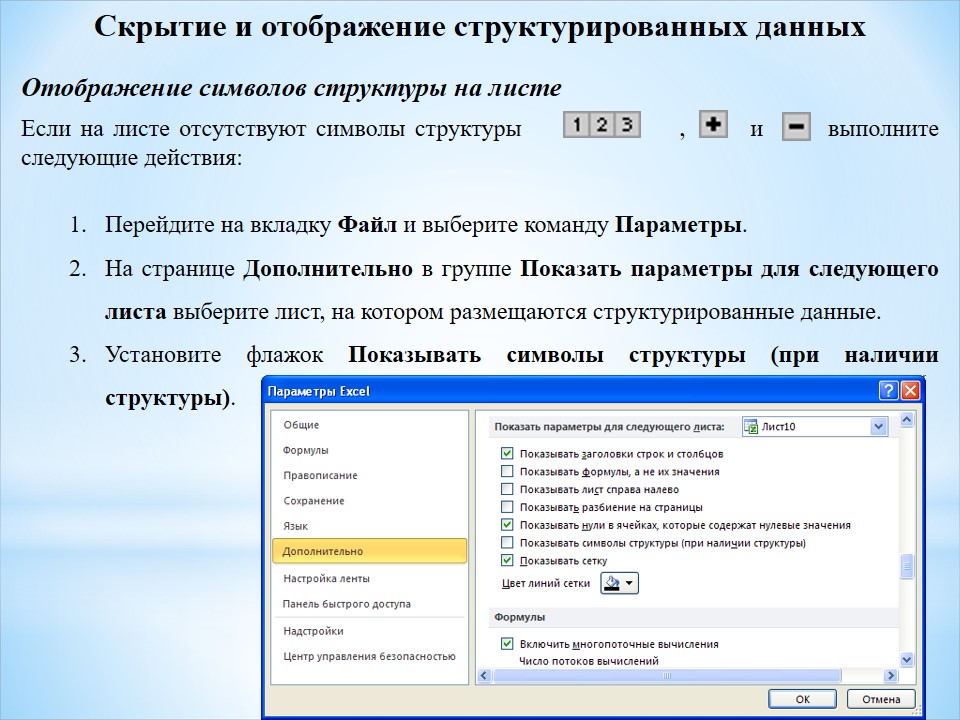 Скрытие и отображение структурированных данных
Отображение символов структуры на листе
Если на листе отсутствуют символы структуры 1 2 3 , + и - выполните
следующие действия:
1. Перейдите на вкладку Файл и выберите команду Параметры.
2. На странице Дополнительно в группе Показать параметры для следующего
листа выберите лист, на котором размещаются структурированные данные.
3. Установите флажок Показывать символы структуры (при наличии
структуры).
Параметры Excel
Общие
Формулы
Правописание
Сохранение
Язык
Дополнительно
Настройка ленты
Панель быстрого доступа
Надстройки
Центр управления безопасностью
Показать параметры для следующего листа: Лист10
Показывать заголовки строк и столбцов
Показывать формулы, а не их значения
Показывать лист справа налево
Показывать разбиение на страницы
Показывать нули в ячейках, которые содержат нулевые значения
Показывать символы структуры (при наличии структуры)
Показывать сетку
Цвет линий сетки
Формулы
Включить многопоточные вычисления
Число потоков вычислений
ОК Отмена